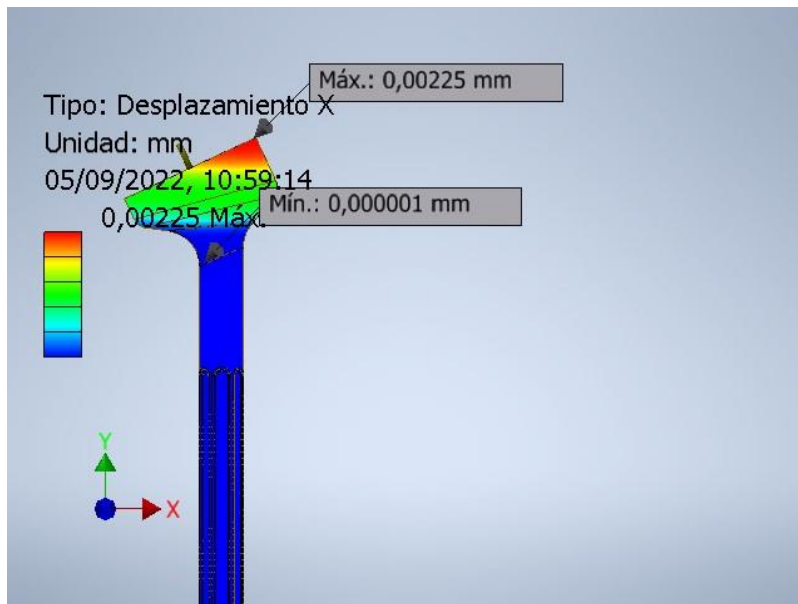 Máx.: 0,00225 mm
Tipo: Desplazamiento X
Unidad: mm
05/09/2022, 10:59:14
Mín.: 0,000001 mm
0,00225 Máx.
Y
X